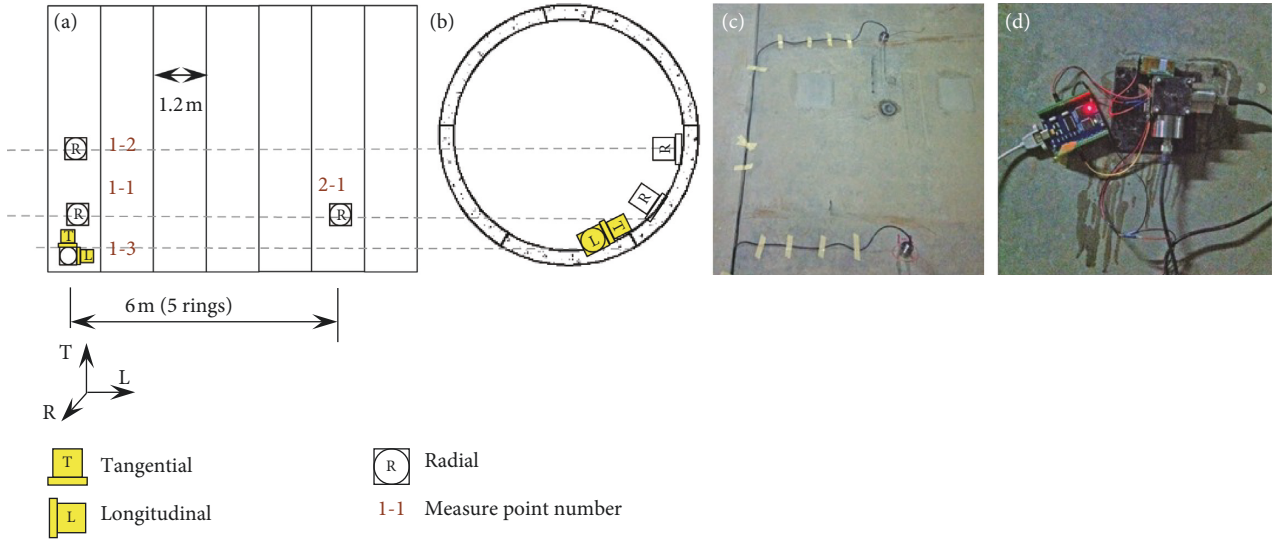 (a)
1.2 m
R
1-2
1-1
2-1
R
R
T
1-3
L
6 m (5 rings)
T
L
R
T
Tangential
L
Longitudinal
R
Radial
1-1
Measure point number
(b)
R
R
L
L
(c)
(d)